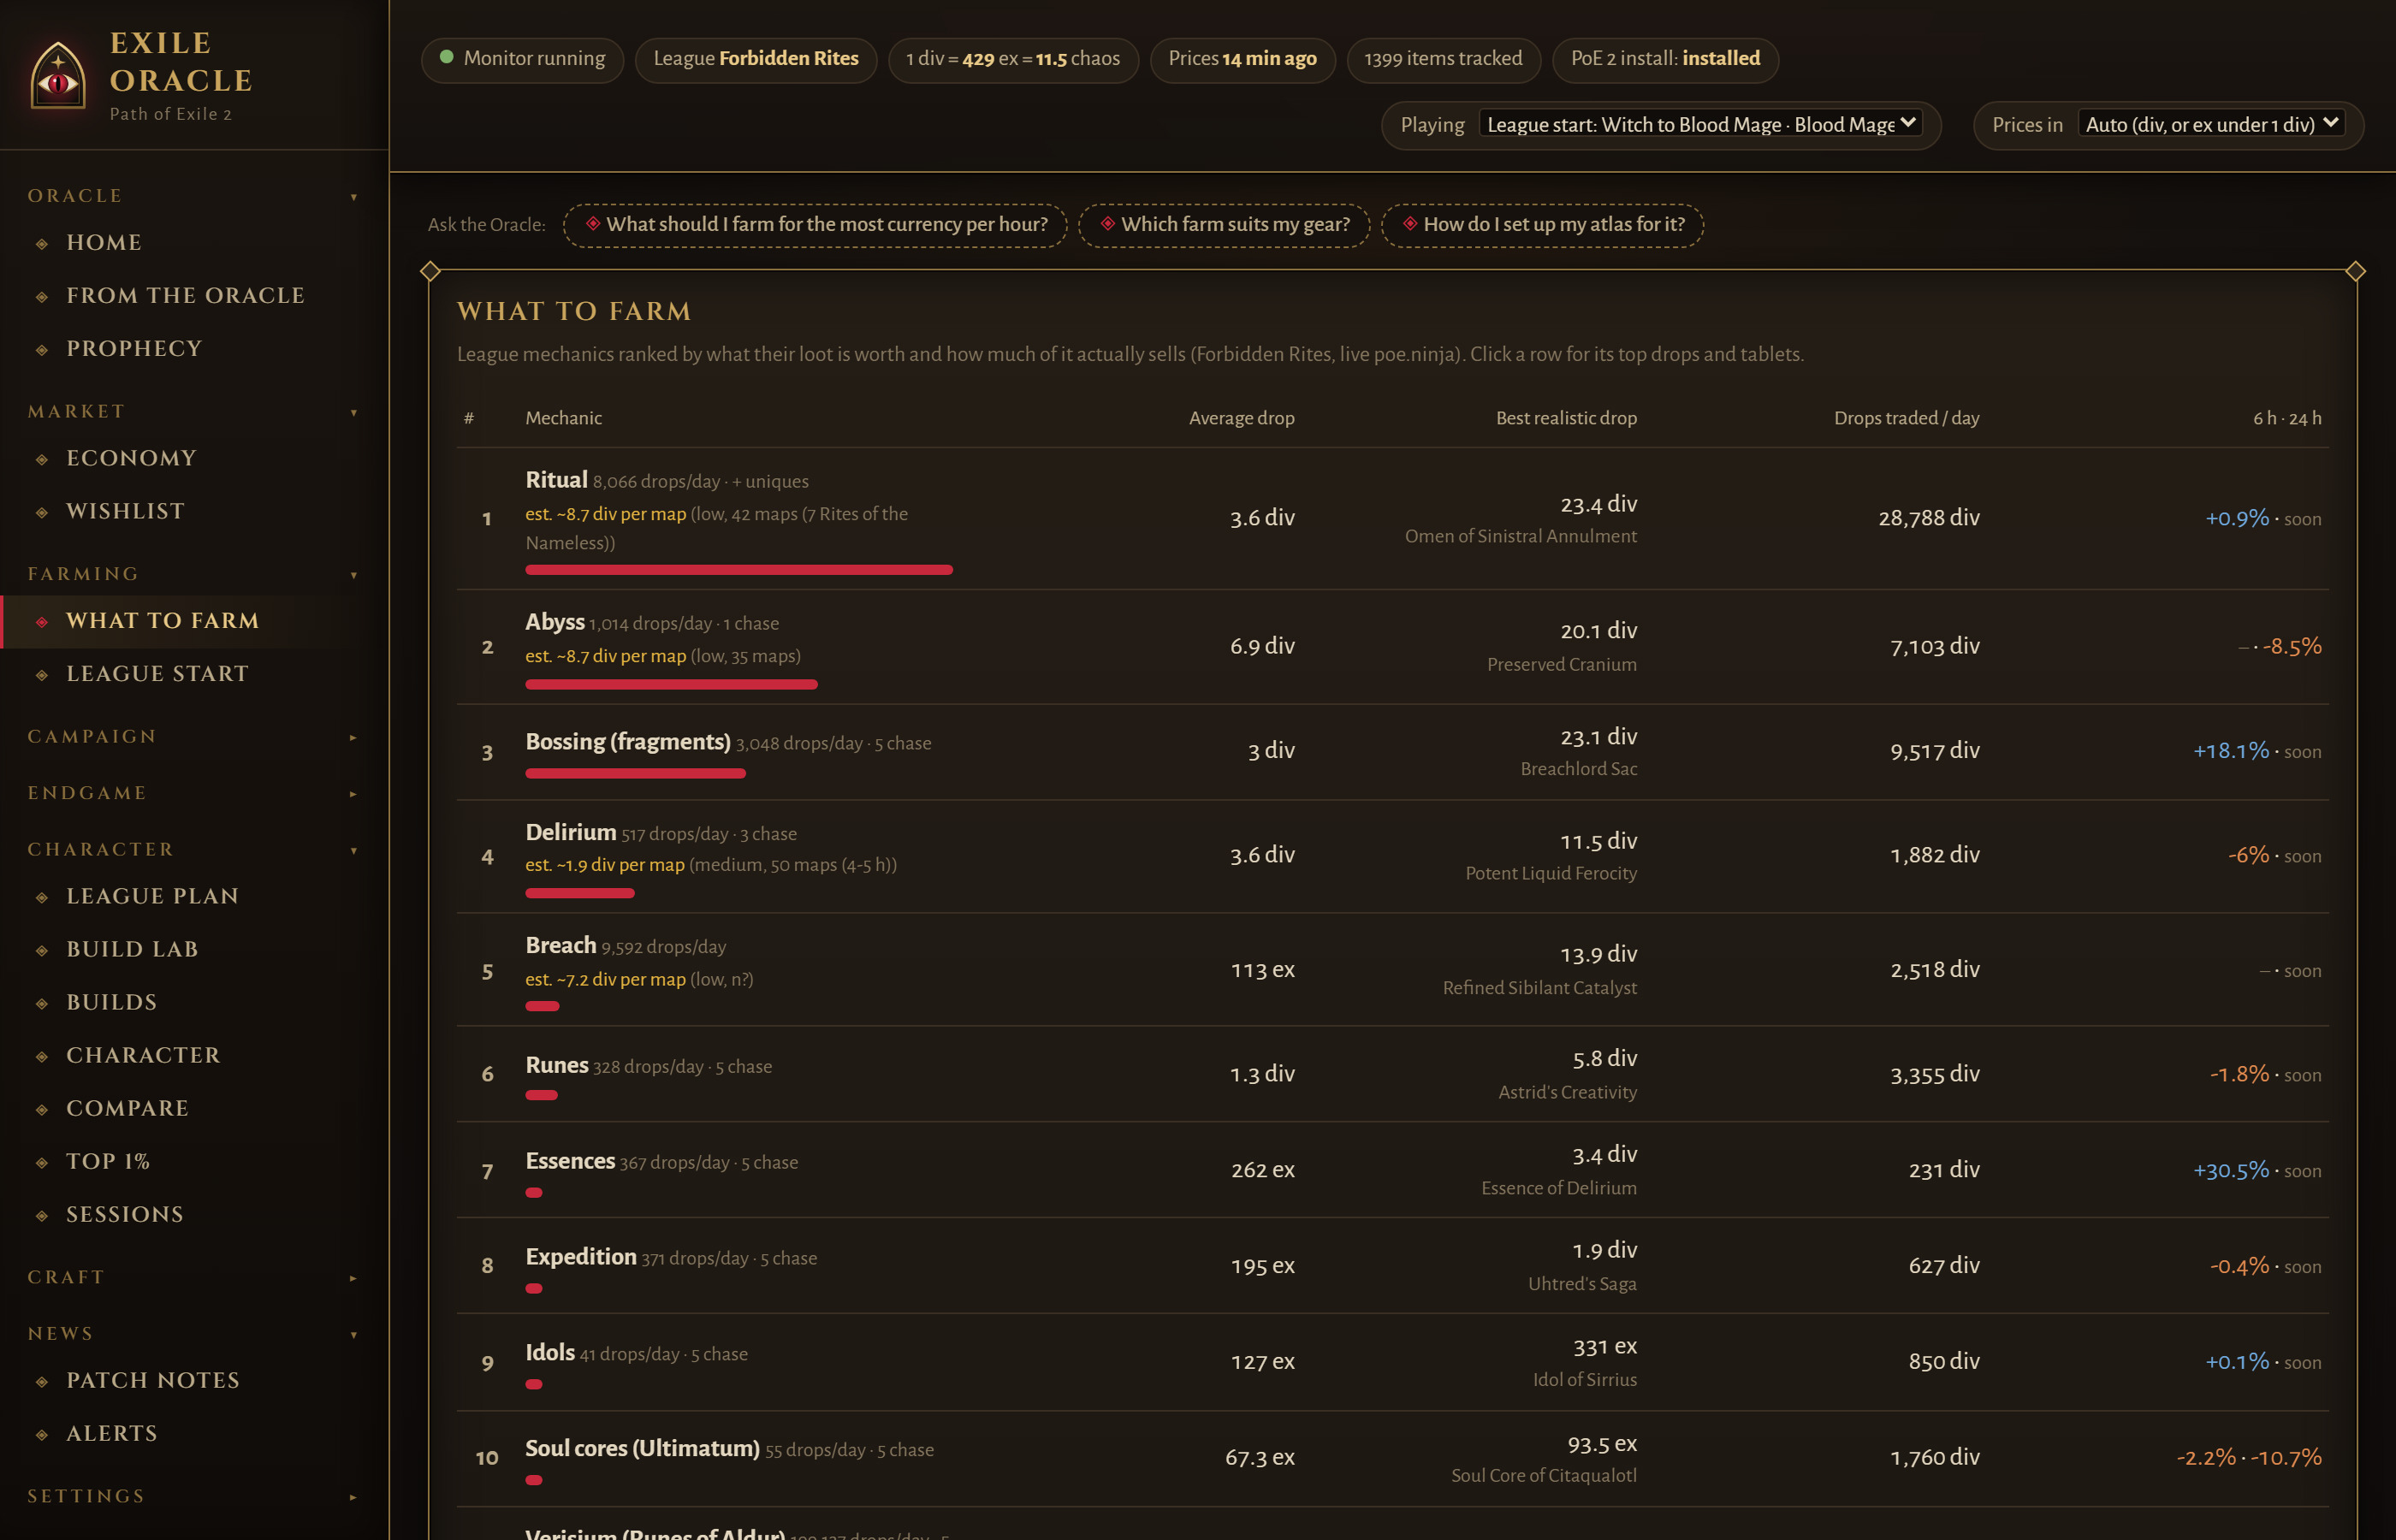 EXILE
ORACLE
Path of Exile 2
ORACLE
HOME
FROM THE ORACLE
PROPHECY
MARKET
ECONOMY
WISHLIST
FARMING
WHAT TO FARM
LEAGUE START
CAMPAIGN
ENDGAME
CHARACTER
LEAGUE PLAN
BUILD LAB
BUILDS
CHARACTER
COMPARE
TOP 1%
SESSIONS
CRAFT
NEWS
PATCH NOTES
ALERTS
SETTINGS
Monitor running
League Forbidden Rites
1 div = 429 ex = 11.5 chaos
Prices 14 min ago
1399 items tracked
PoE 2 install: installed
Playing League start: Witch to Blood Mage · Blood Mage
Prices in Auto (div, or ex under 1 div)
Ask the Oracle: What should I farm for the most currency per hour? Which farm suits my gear? How do I set up my atlas for it?
WHAT TO FARM
League mechanics ranked by what their loot is worth and how much of it actually sells (Forbidden Rites, live poe.ninja). Click a row for its top drops and tablets.
# Mechanic Average drop Best realistic drop Drops traded / day 6 h · 24 h
1 Ritual 8,066 drops/day · + uniques
est. ~8.7 div per map (low, 42 maps (7 Rites of the
Nameless))
3.6 div
23.4 div
Omen of Sinistral Annulment
28,788 div
+0.9% · soon
2 Abyss 1,014 drops/day · 1 chase
est. ~8.7 div per map (low, 35 maps)
6.9 div
20.1 div
Preserved Cranium
7,103 div
– · -8.5%
3 Bossing (fragments) 3,048 drops/day · 5 chase
3 div
23.1 div
Breachlord Sac
9,517 div
+18.1% · soon
4 Delirium 517 drops/day · 3 chase
est. ~1.9 div per map (medium, 50 maps (4-5 h))
3.6 div
11.5 div
Potent Liquid Ferocity
1,882 div
-6% · soon
5 Breach 9,592 drops/day
est. ~7.2 div per map (low, n?)
113 ex
13.9 div
Refined Sibilant Catalyst
2,518 div
– · soon
6 Runes 328 drops/day · 5 chase
1.3 div
5.8 div
Astrid's Creativity
3,355 div
-1.8% · soon
7 Essences 367 drops/day · 5 chase
262 ex
3.4 div
Essence of Delirium
231 div
+30.5% · soon
8 Expedition 371 drops/day · 5 chase
195 ex
1.9 div
Uhtred's Saga
627 div
-0.4% · soon
9 Idols 41 drops/day · 5 chase
127 ex
331 ex
Idol of Sirrius
850 div
+0.1% · soon
10 Soul cores (Ultimatum) 55 drops/day · 5 chase
67.3 ex
93.5 ex
Soul Core of Citaqualotl
1,760 div
-2.2% · -10.7%
Verisium (Runes of Aldur)